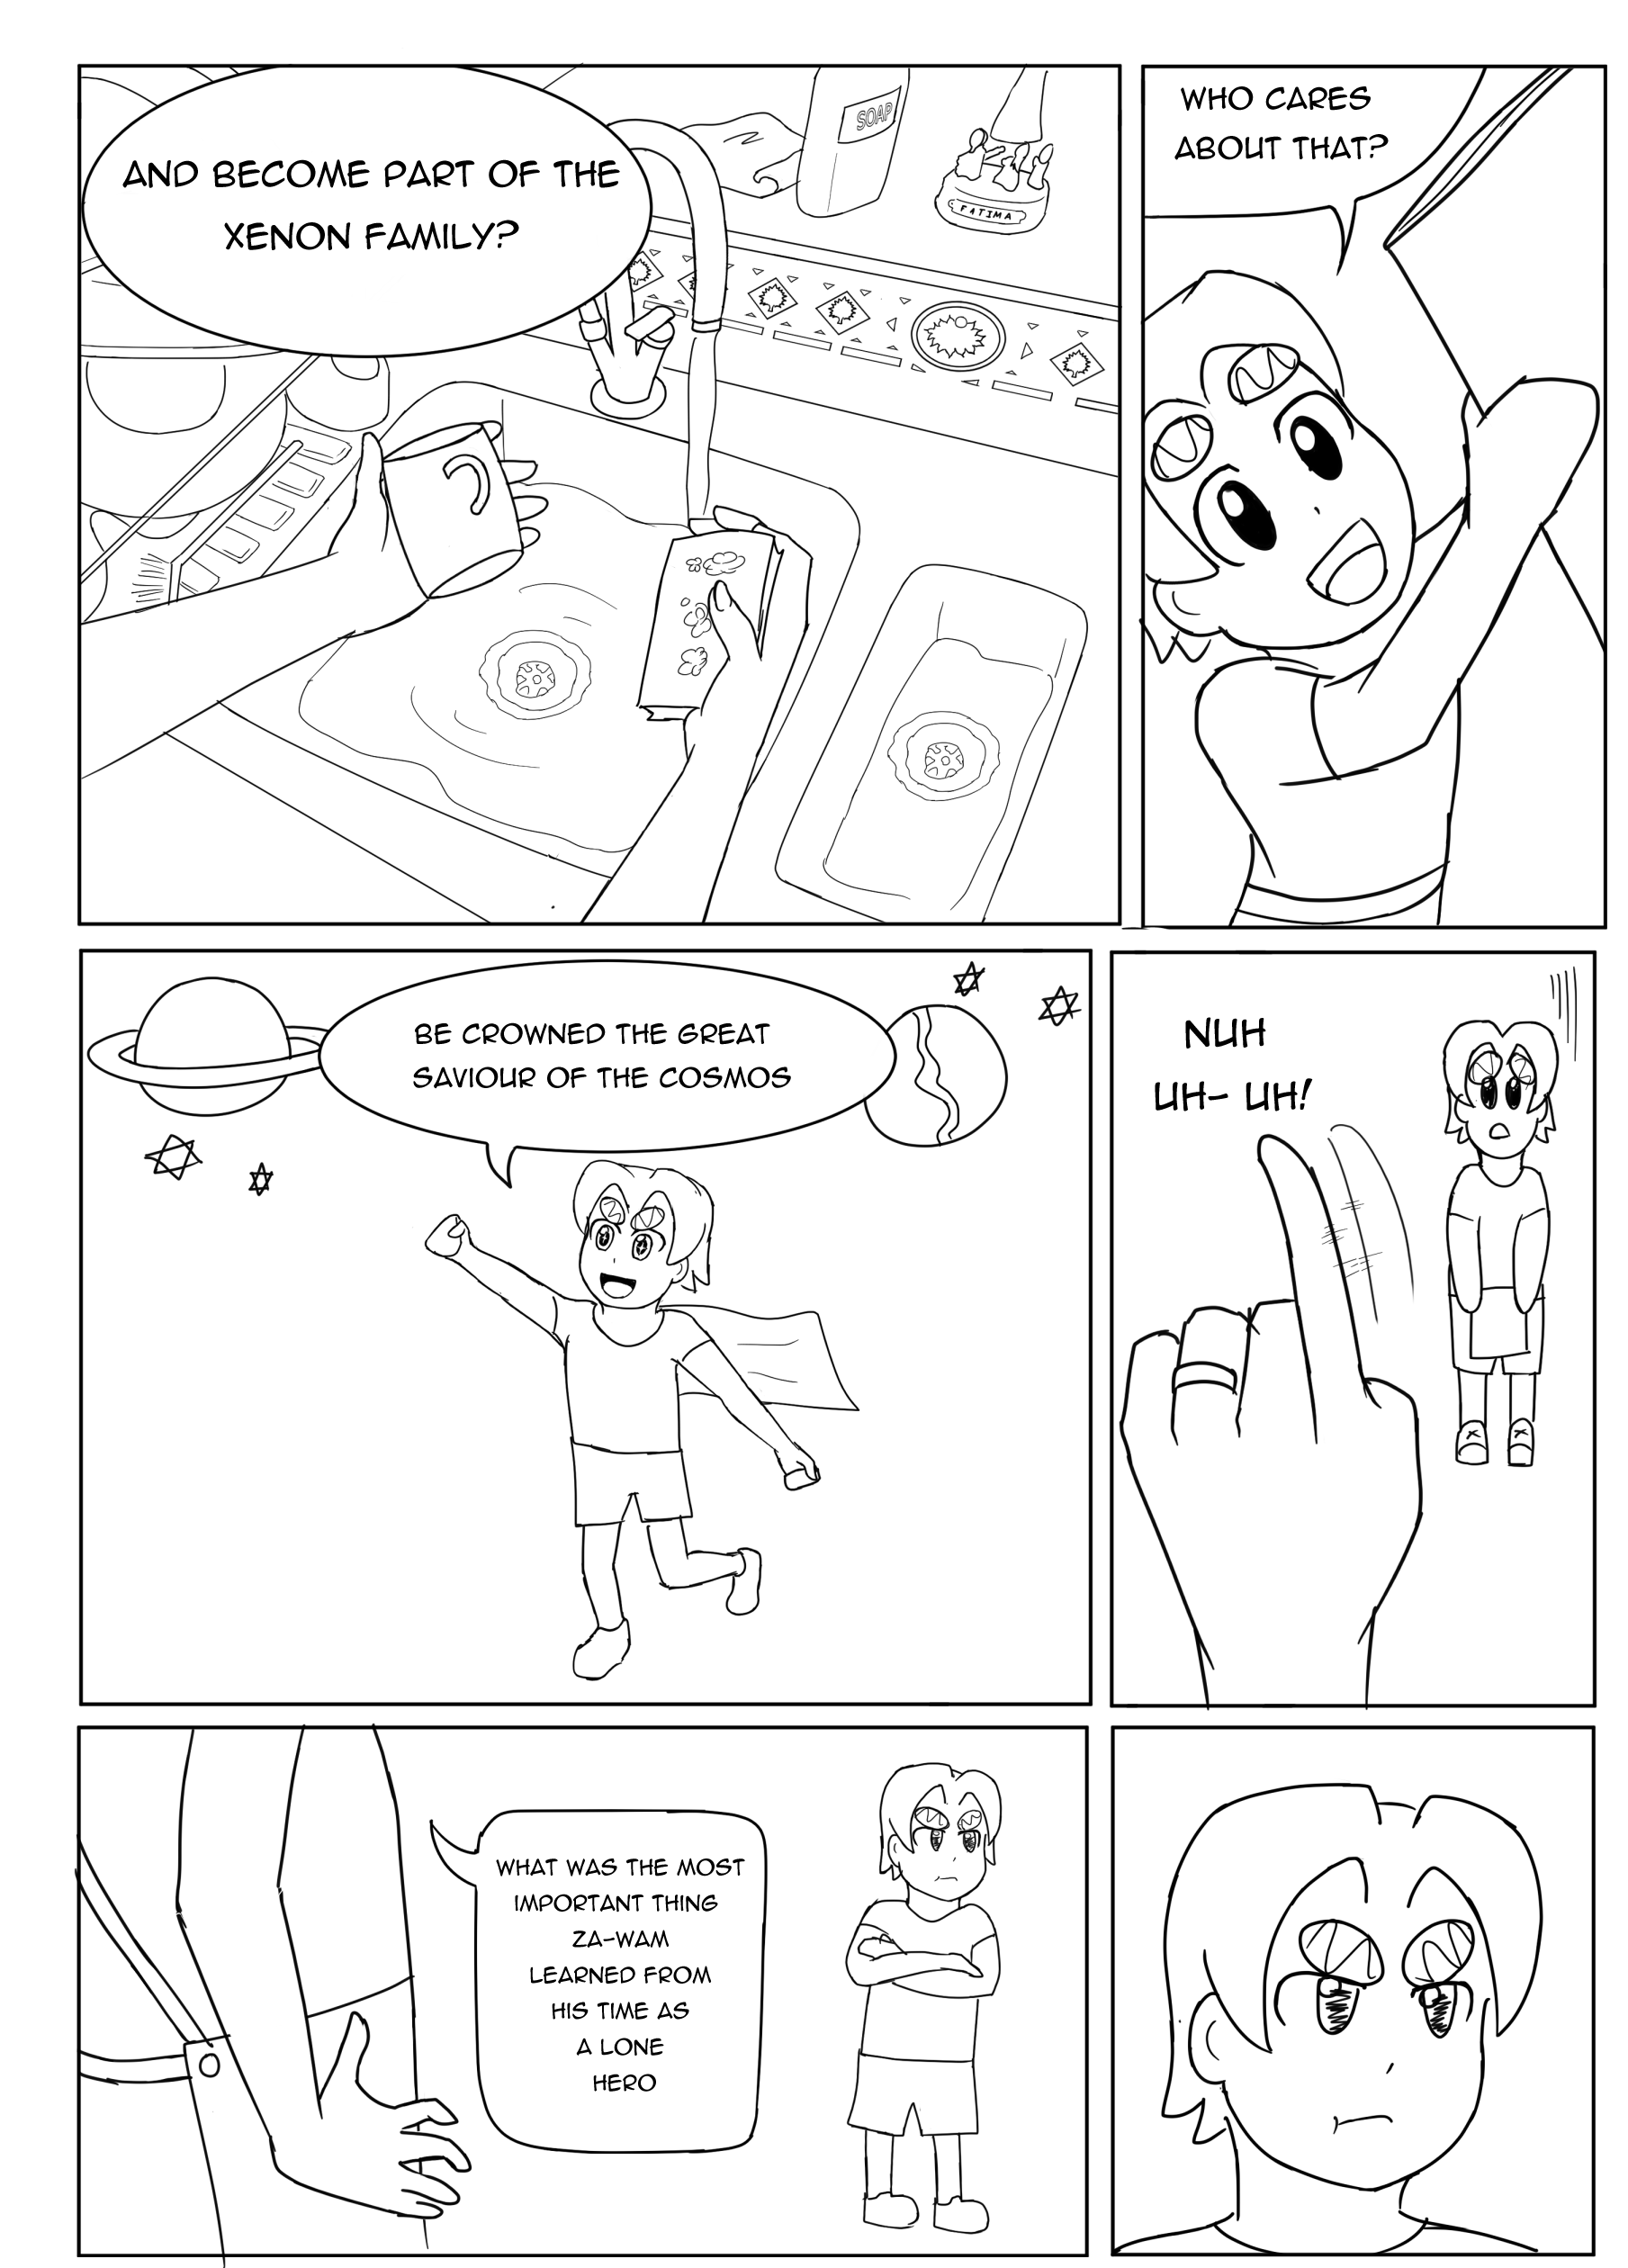 AND BECOME PART OF THE
XENON FAMILY?
SOAP
FATIMA
WHO CARES
ABOUT THAT?
BE CROWNED THE GREAT
SAVIOUR OF THE COSMOS
NUH
UH- UH!
WHAT WAS THE MOST
IMPORTANT THING
ZA-WAM
LEARNED FROM
HIS TIME AS
A LONE
HERO